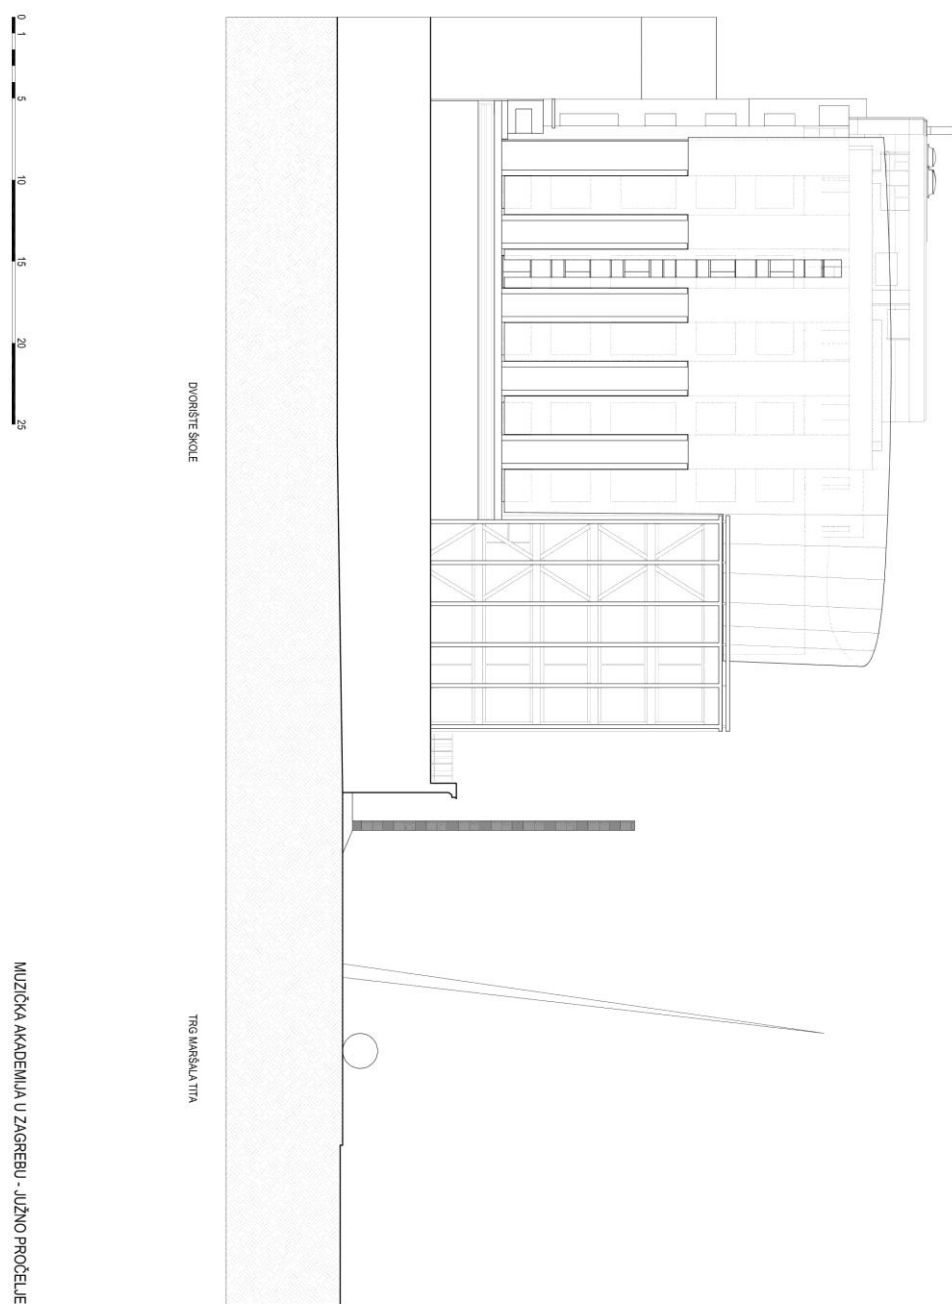 DVORIŠTE ŠKOLE
TRG MARŠALA TITA
0 1 5 10 15 20 25
MUZIČKA AKADEMIJA U ZAGREBU - JUŽNO PROČELJE